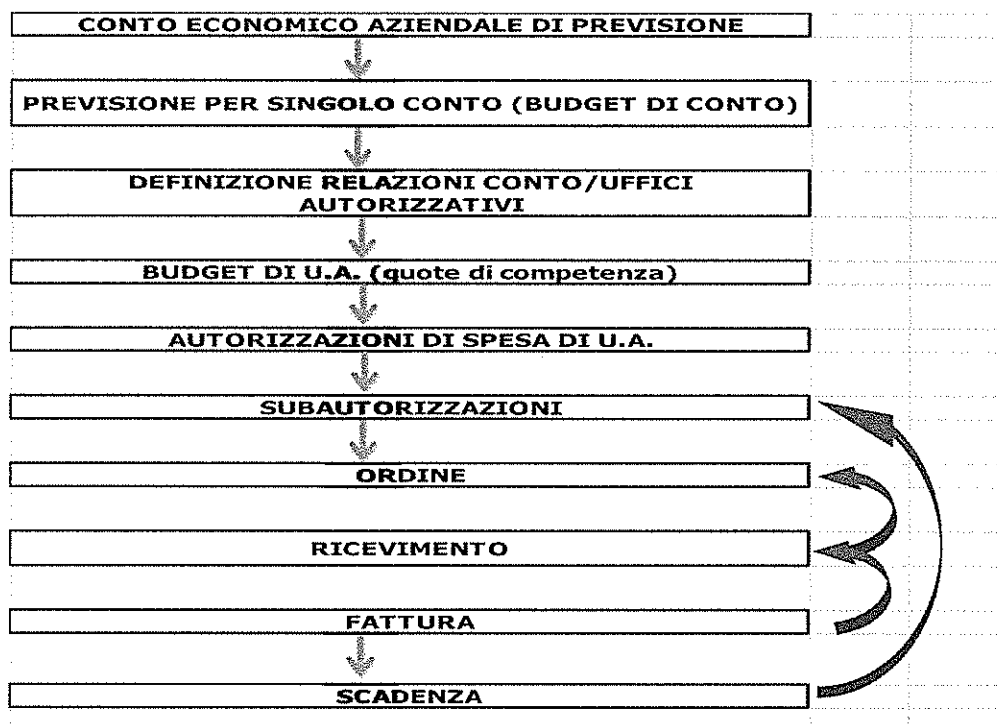 CONTO ECONOMICO AZIENDALE DI PREVISIONE
PREVISIONE PER SINGOLO CONTO (BUDGET DI CONTO)
DEFINIZIONE RELAZIONI CONTO/UFFICI
AUTORIZZATIVI
BUDGET DI U.A. (quote di competenza)
AUTORIZZAZIONI DI SPESA DI U.A.
SUBAUTORIZZAZIONI
ORDINE
RICEVIMENTO
FATTURA
SCADENZA